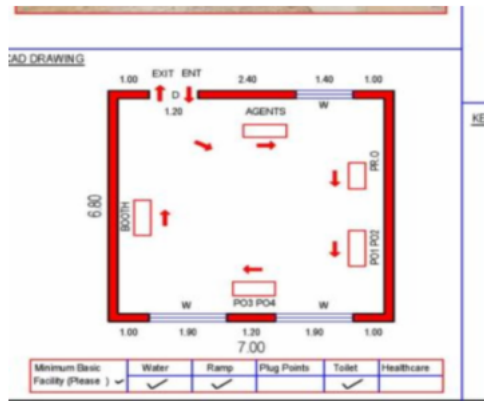 CAD DRAWING
1.00 EXIT ENT 2.40 1.40 1.00
D
1.20
W
AGENTS
PR.O
6.80
BOOTH
PO1 PO2
PO3 PO4
W W
1.00 1.90 1.20 1.90 1.00
7.00
KE
Minimum Basic Facility (Please ✓) Water Ramp Plug Points Toilet Healthcare
✓ ✓ ✓